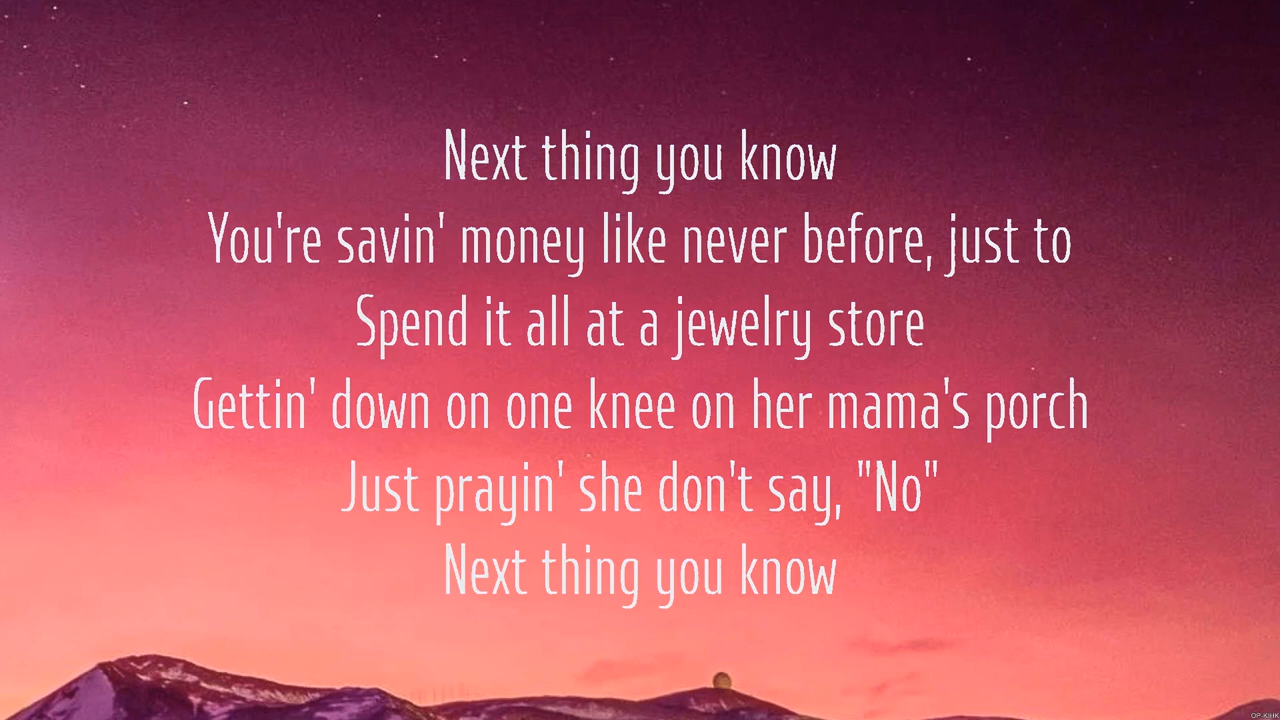 Next thing you know
You're savin' money like never before, just to
Spend it all at a jewelry store
Gettin' down on one knee on her mama's porch
Just prayin' she don't say, "No"
Next thing you know